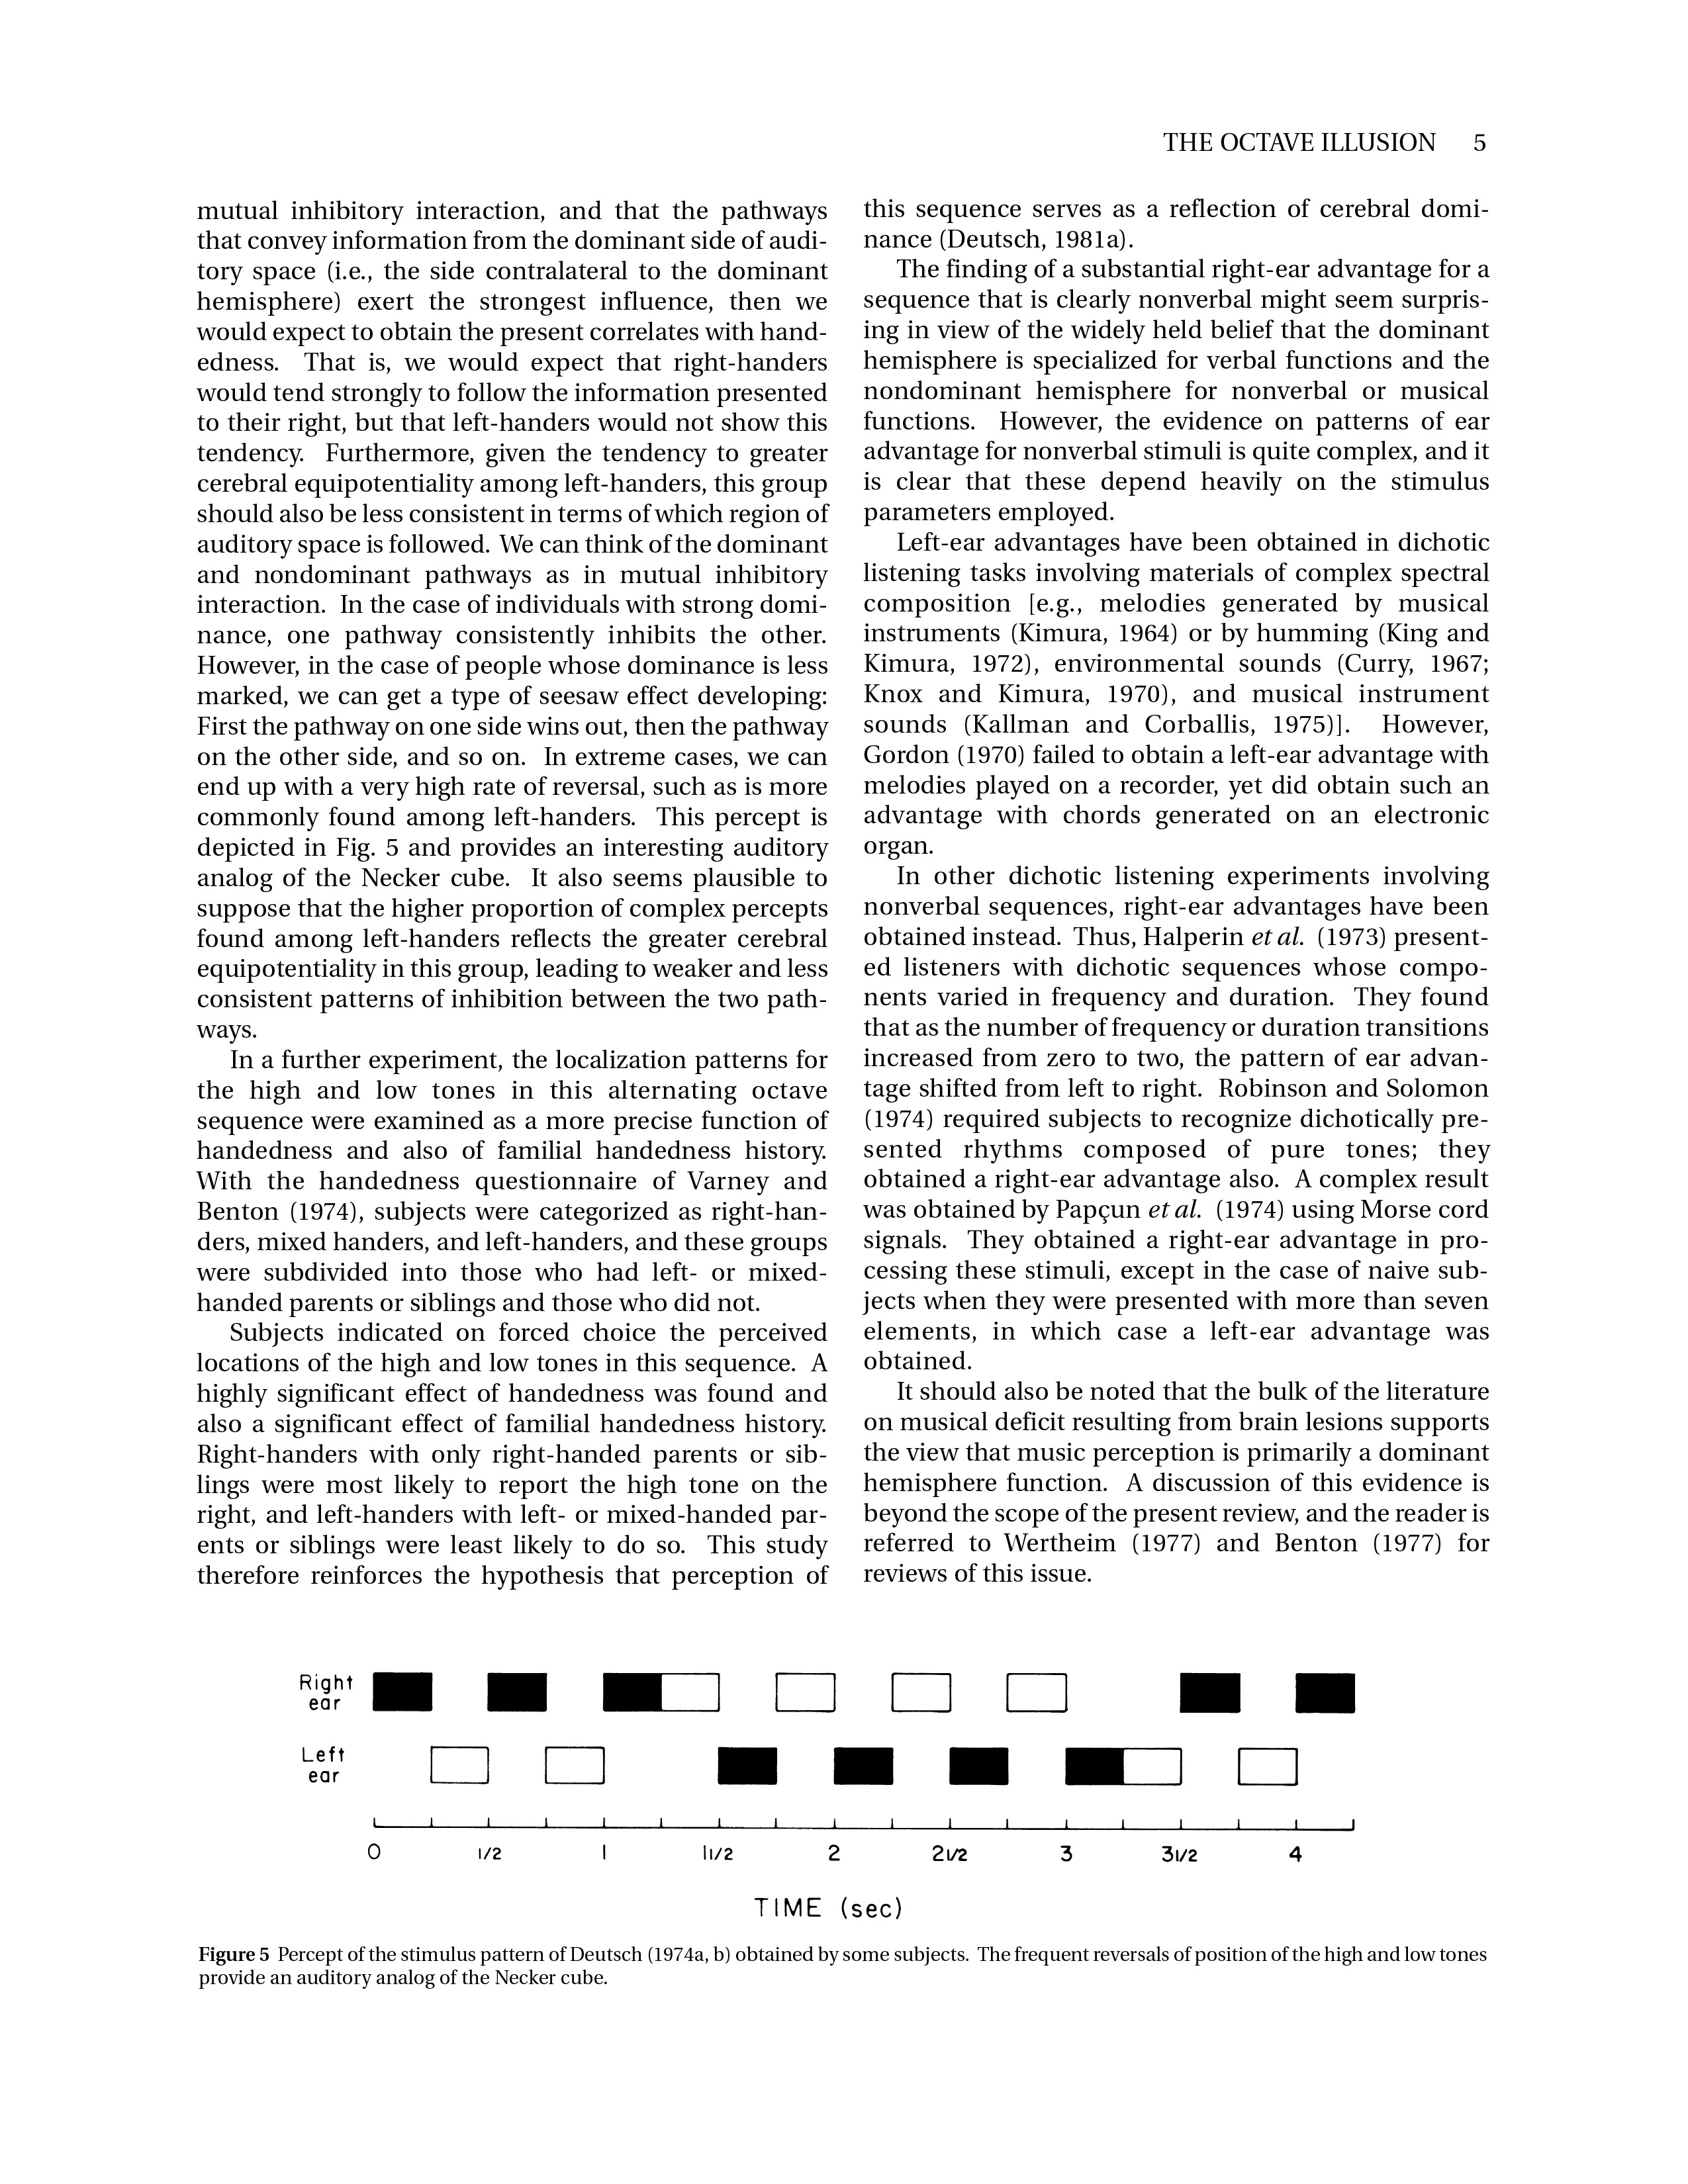 THE OCTAVE ILLUSION 5
mutual inhibitory interaction, and that the pathways
that convey information from the dominant side of audi-
tory space (i.e., the side contralateral to the dominant
hemisphere) exert the strongest influence, then we
would expect to obtain the present correlates with hand-
edness. That is, we would expect that right-handers
would tend strongly to follow the information presented
to their right, but that left-handers would not show this
tendency. Furthermore, given the tendency to greater
cerebral equipotentiality among left-handers, this group
should also be less consistent in terms of which region of
auditory space is followed. We can think of the dominant
and nondominant pathways as in mutual inhibitory
interaction. In the case of individuals with strong domi-
nance, one pathway consistently inhibits the other.
However, in the case of people whose dominance is less
marked, we can get a type of seesaw effect developing:
First the pathway on one side wins out, then the pathway
on the other side, and so on. In extreme cases, we can
end up with a very high rate of reversal, such as is more
commonly found among left-handers. This percept is
depicted in Fig. 5 and provides an interesting auditory
analog of the Necker cube. It also seems plausible to
suppose that the higher proportion of complex percepts
found among left-handers reflects the greater cerebral
equipotentiality in this group, leading to weaker and less
consistent patterns of inhibition between the two path-
ways.
In a further experiment, the localization patterns for
the high and low tones in this alternating octave
sequence were examined as a more precise function of
handedness and also of familial handedness history.
With the handedness questionnaire of Varney and
Benton (1974), subjects were categorized as right-han-
ders, mixed handers, and left-handers, and these groups
were subdivided into those who had left- or mixed-
handed parents or siblings and those who did not.
Subjects indicated on forced choice the perceived
locations of the high and low tones in this sequence. A
highly significant effect of handedness was found and
also a significant effect of familial handedness history.
Right-handers with only right-handed parents or sib-
lings were most likely to report the high tone on the
right, and left-handers with left- or mixed-handed par-
ents or siblings were least likely to do so. This study
therefore reinforces the hypothesis that perception of
this sequence serves as a reflection of cerebral domi-
nance (Deutsch, 1981a).
The finding of a substantial right-ear advantage for a
sequence that is clearly nonverbal might seem surpris-
ing in view of the widely held belief that the dominant
hemisphere is specialized for verbal functions and the
nondominant hemisphere for nonverbal or musical
functions. However, the evidence on patterns of ear
advantage for nonverbal stimuli is quite complex, and it
is clear that these depend heavily on the stimulus
parameters employed.
Left-ear advantages have been obtained in dichotic
listening tasks involving materials of complex spectral
composition [e.g., melodies generated by musical
instruments (Kimura, 1964) or by humming (King and
Kimura, 1972), environmental sounds (Curry, 1967;
Knox and Kimura, 1970), and musical instrument
sounds (Kallman and Corballis, 1975)]. However,
Gordon (1970) failed to obtain a left-ear advantage with
melodies played on a recorder, yet did obtain such an
advantage with chords generated on an electronic
organ.
In other dichotic listening experiments involving
nonverbal sequences, right-ear advantages have been
obtained instead. Thus, Halperin et al. (1973) present-
ed listeners with dichotic sequences whose compo-
nents varied in frequency and duration. They found
that as the number of frequency or duration transitions
increased from zero to two, the pattern of ear advan-
tage shifted from left to right. Robinson and Solomon
(1974) required subjects to recognize dichotically pre-
sented rhythms composed of pure tones; they
obtained a right-ear advantage also. A complex result
was obtained by Papçun et al. (1974) using Morse cord
signals. They obtained a right-ear advantage in pro-
cessing these stimuli, except in the case of naive sub-
jects when they were presented with more than seven
elements, in which case a left-ear advantage was
obtained.
It should also be noted that the bulk of the literature
on musical deficit resulting from brain lesions supports
the view that music perception is primarily a dominant
hemisphere function. A discussion of this evidence is
beyond the scope of the present review, and the reader is
referred to Wertheim (1977) and Benton (1977) for
reviews of this issue.
Right
ear
Left
ear
0 1/2 1 1 1/2 2 2 1/2 3 3 1/2 4
TIME (sec)
Figure 5 Percept of the stimulus pattern of Deutsch (1974a, b) obtained by some subjects. The frequent reversals of position of the high and low tones
provide an auditory analog of the Necker cube.